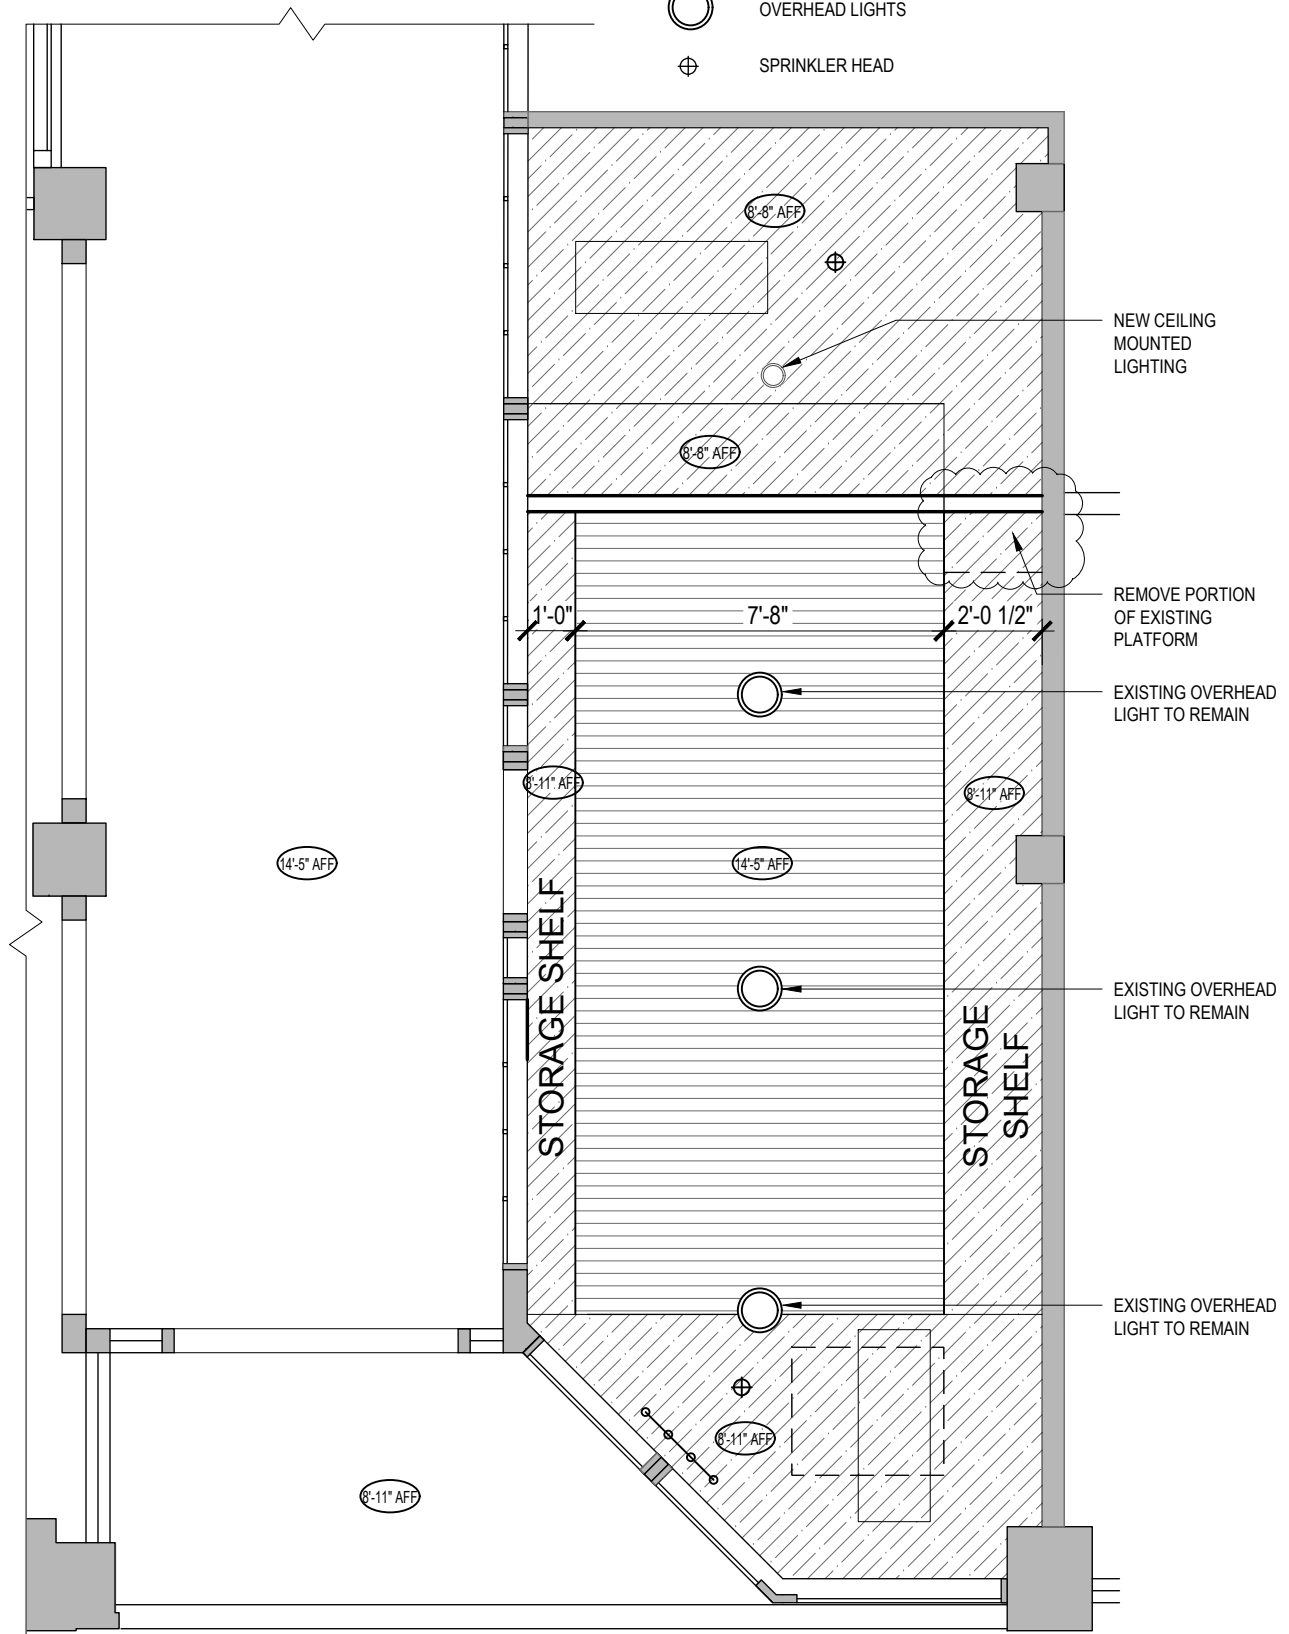 OVERHEAD LIGHTS
SPRINKLER HEAD
8'-8" AFF
NEW CEILING
MOUNTED
LIGHTING
8'-8" AFF
REMOVE PORTION
OF EXISTING
PLATFORM
1'-0"
7'-8"
2'-0 1/2"
EXISTING OVERHEAD
LIGHT TO REMAIN
8'-11" AFF
8'-11" AFF
14'-5" AFF
14'-5" AFF
STORAGE SHELF
STORAGE
SHELF
EXISTING OVERHEAD
LIGHT TO REMAIN
EXISTING OVERHEAD
LIGHT TO REMAIN
8'-11" AFF
8'-11" AFF